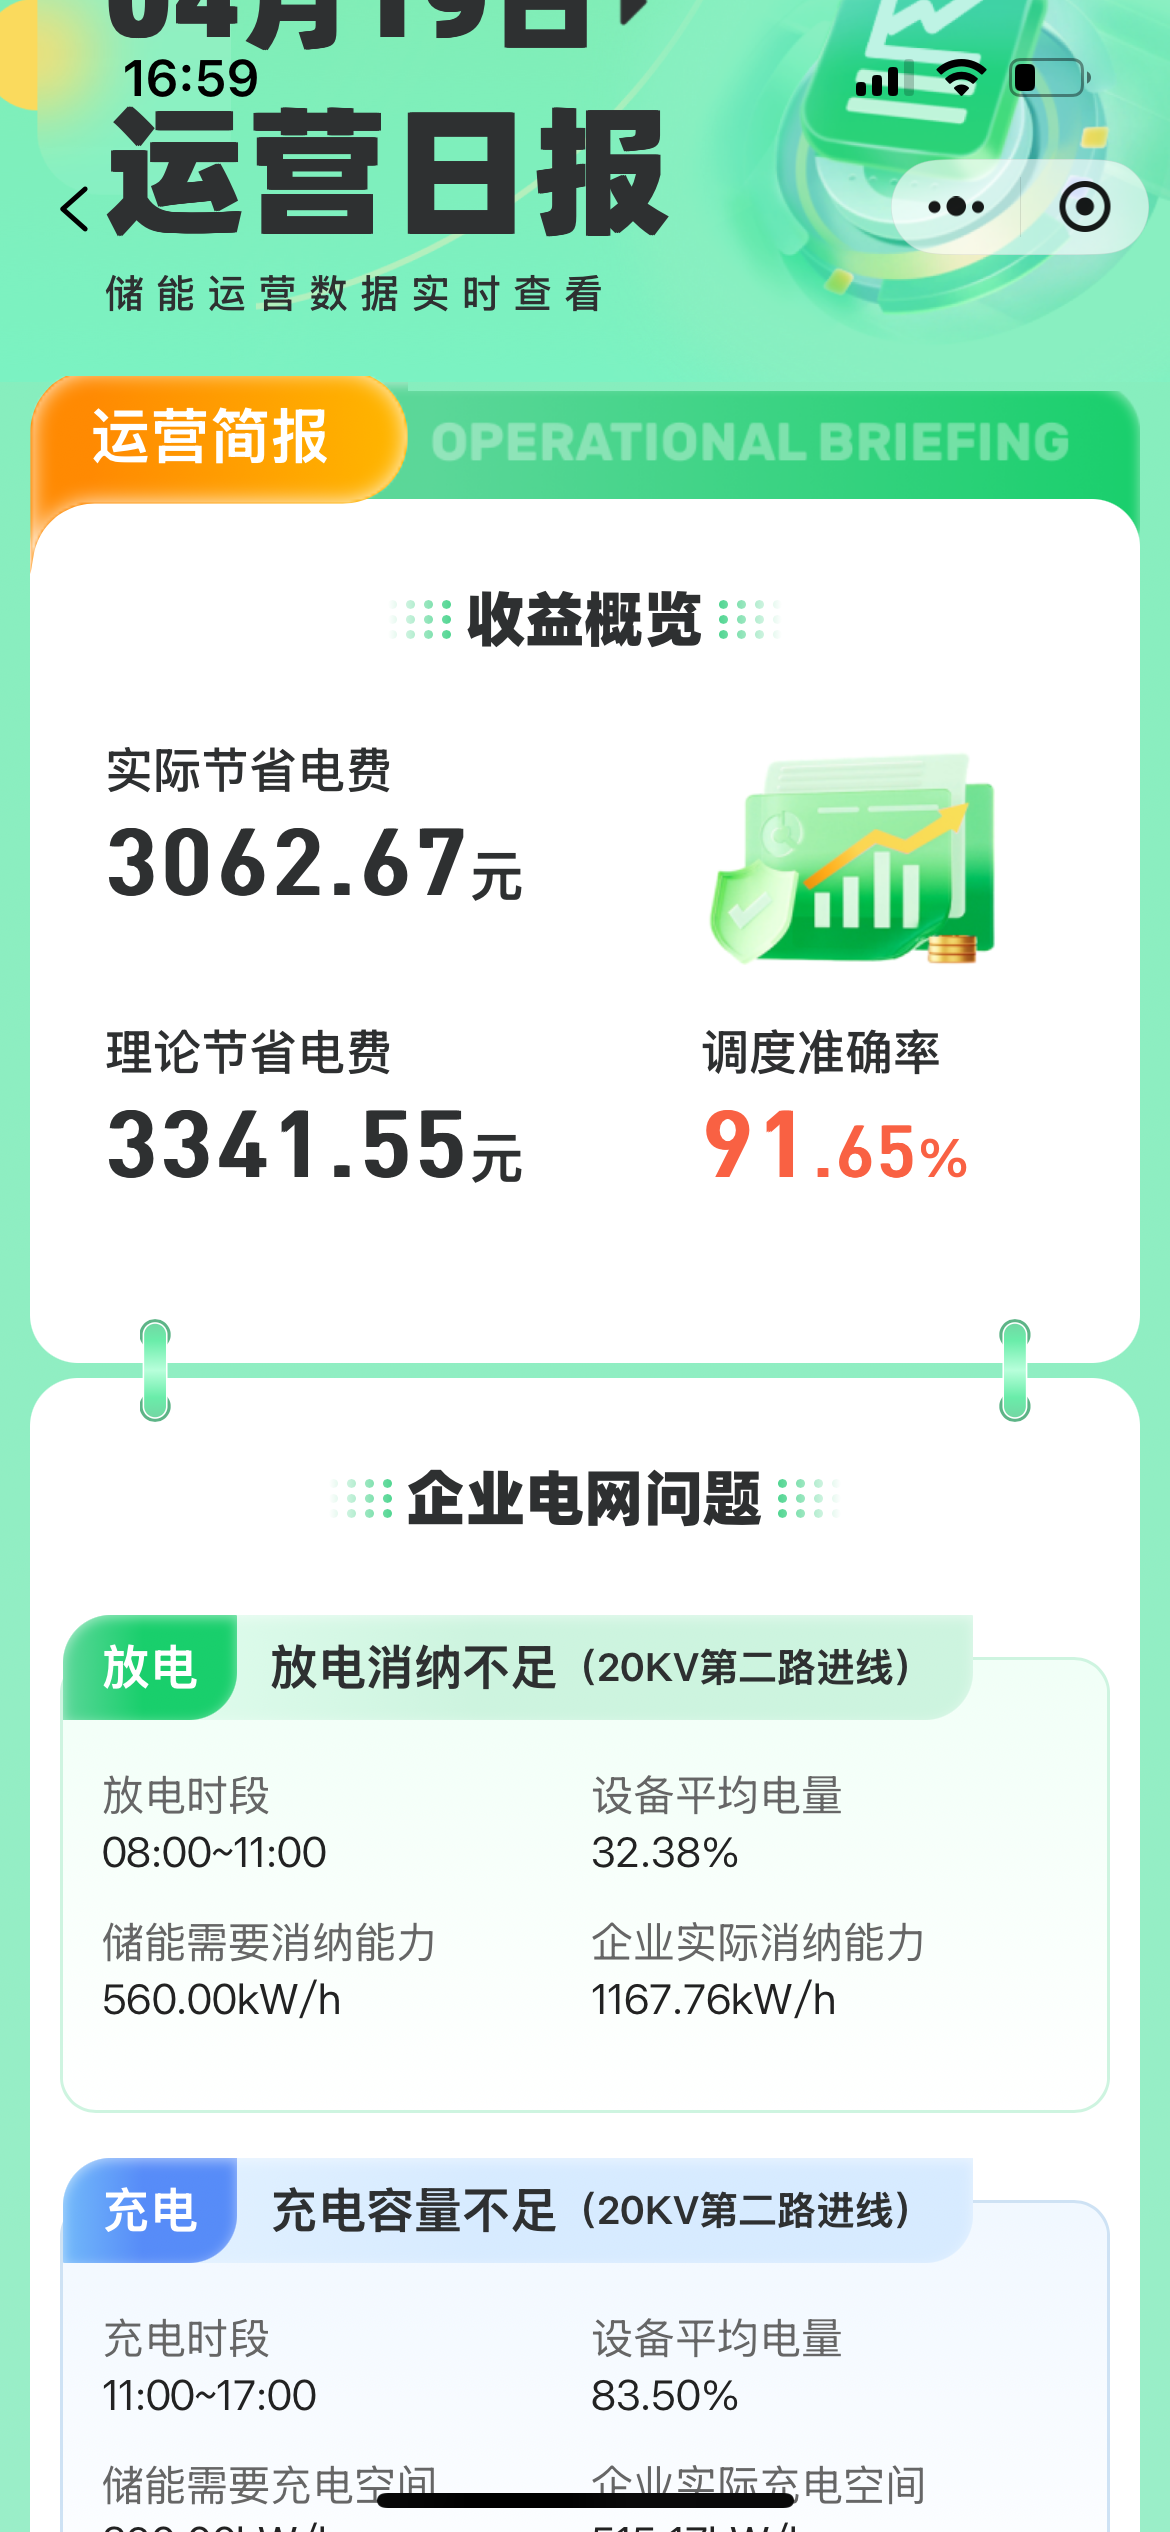 04月19日
16:59
运营日报
储能运营数据实时查看
运营简报
OPERATIONAL BRIEFING
收益概览
实际节省电费
3062.67元
理论节省电费
调度准确率
3341.55元
91.65%
企业电网问题
放电
放电消纳不足（20KV第二路进线）
放电时段
设备平均电量
08:00~11:00
32.38%
储能需要消纳能力
企业实际消纳能力
560.00kW/h
1167.76kW/h
充电
充电容量不足（20KV第二路进线）
充电时段
设备平均电量
11:00~17:00
83.50%
储能需要充电空间
企业实际充电空间